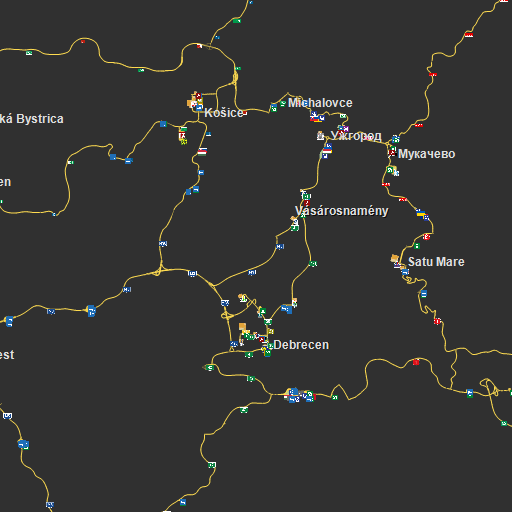 Michalovce
Košice
ká Bystrica
Ужгород
Мукачево
en
Vásárosnamény
Satu Mare
Debrecen
est